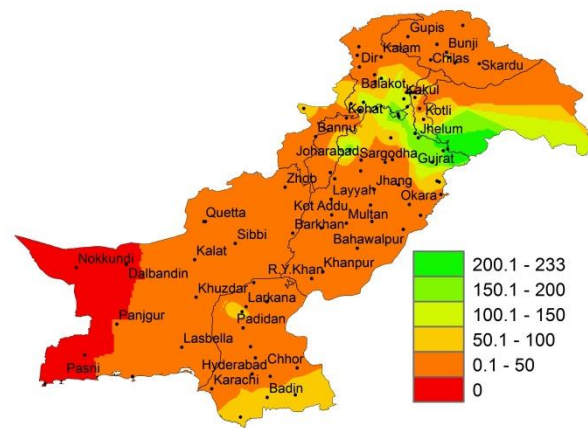 Gupis
Kalam
Bunji
Dir
Chilas
Skardu
Balakot
Kakul
Kohat
Kotli
Bannu
Jhelum
Joharabad
Sargodha
Gujrat
Zhob
Jhang
Layyah
Okara
Kot Addu
Quetta
Multan
Barkhan
Sibbi
Bahawalpur
Kalat
Nokkundi
Dalbandin
R.Y.Khan
Khanpur
Khuzdar
Larkana
Panjgur
Padidan
Lasbella
Pasni
Hyderabad
Chhor
Karachi
Badin
200.1 - 233
150.1 - 200
100.1 - 150
50.1 - 100
0.1 - 50
0